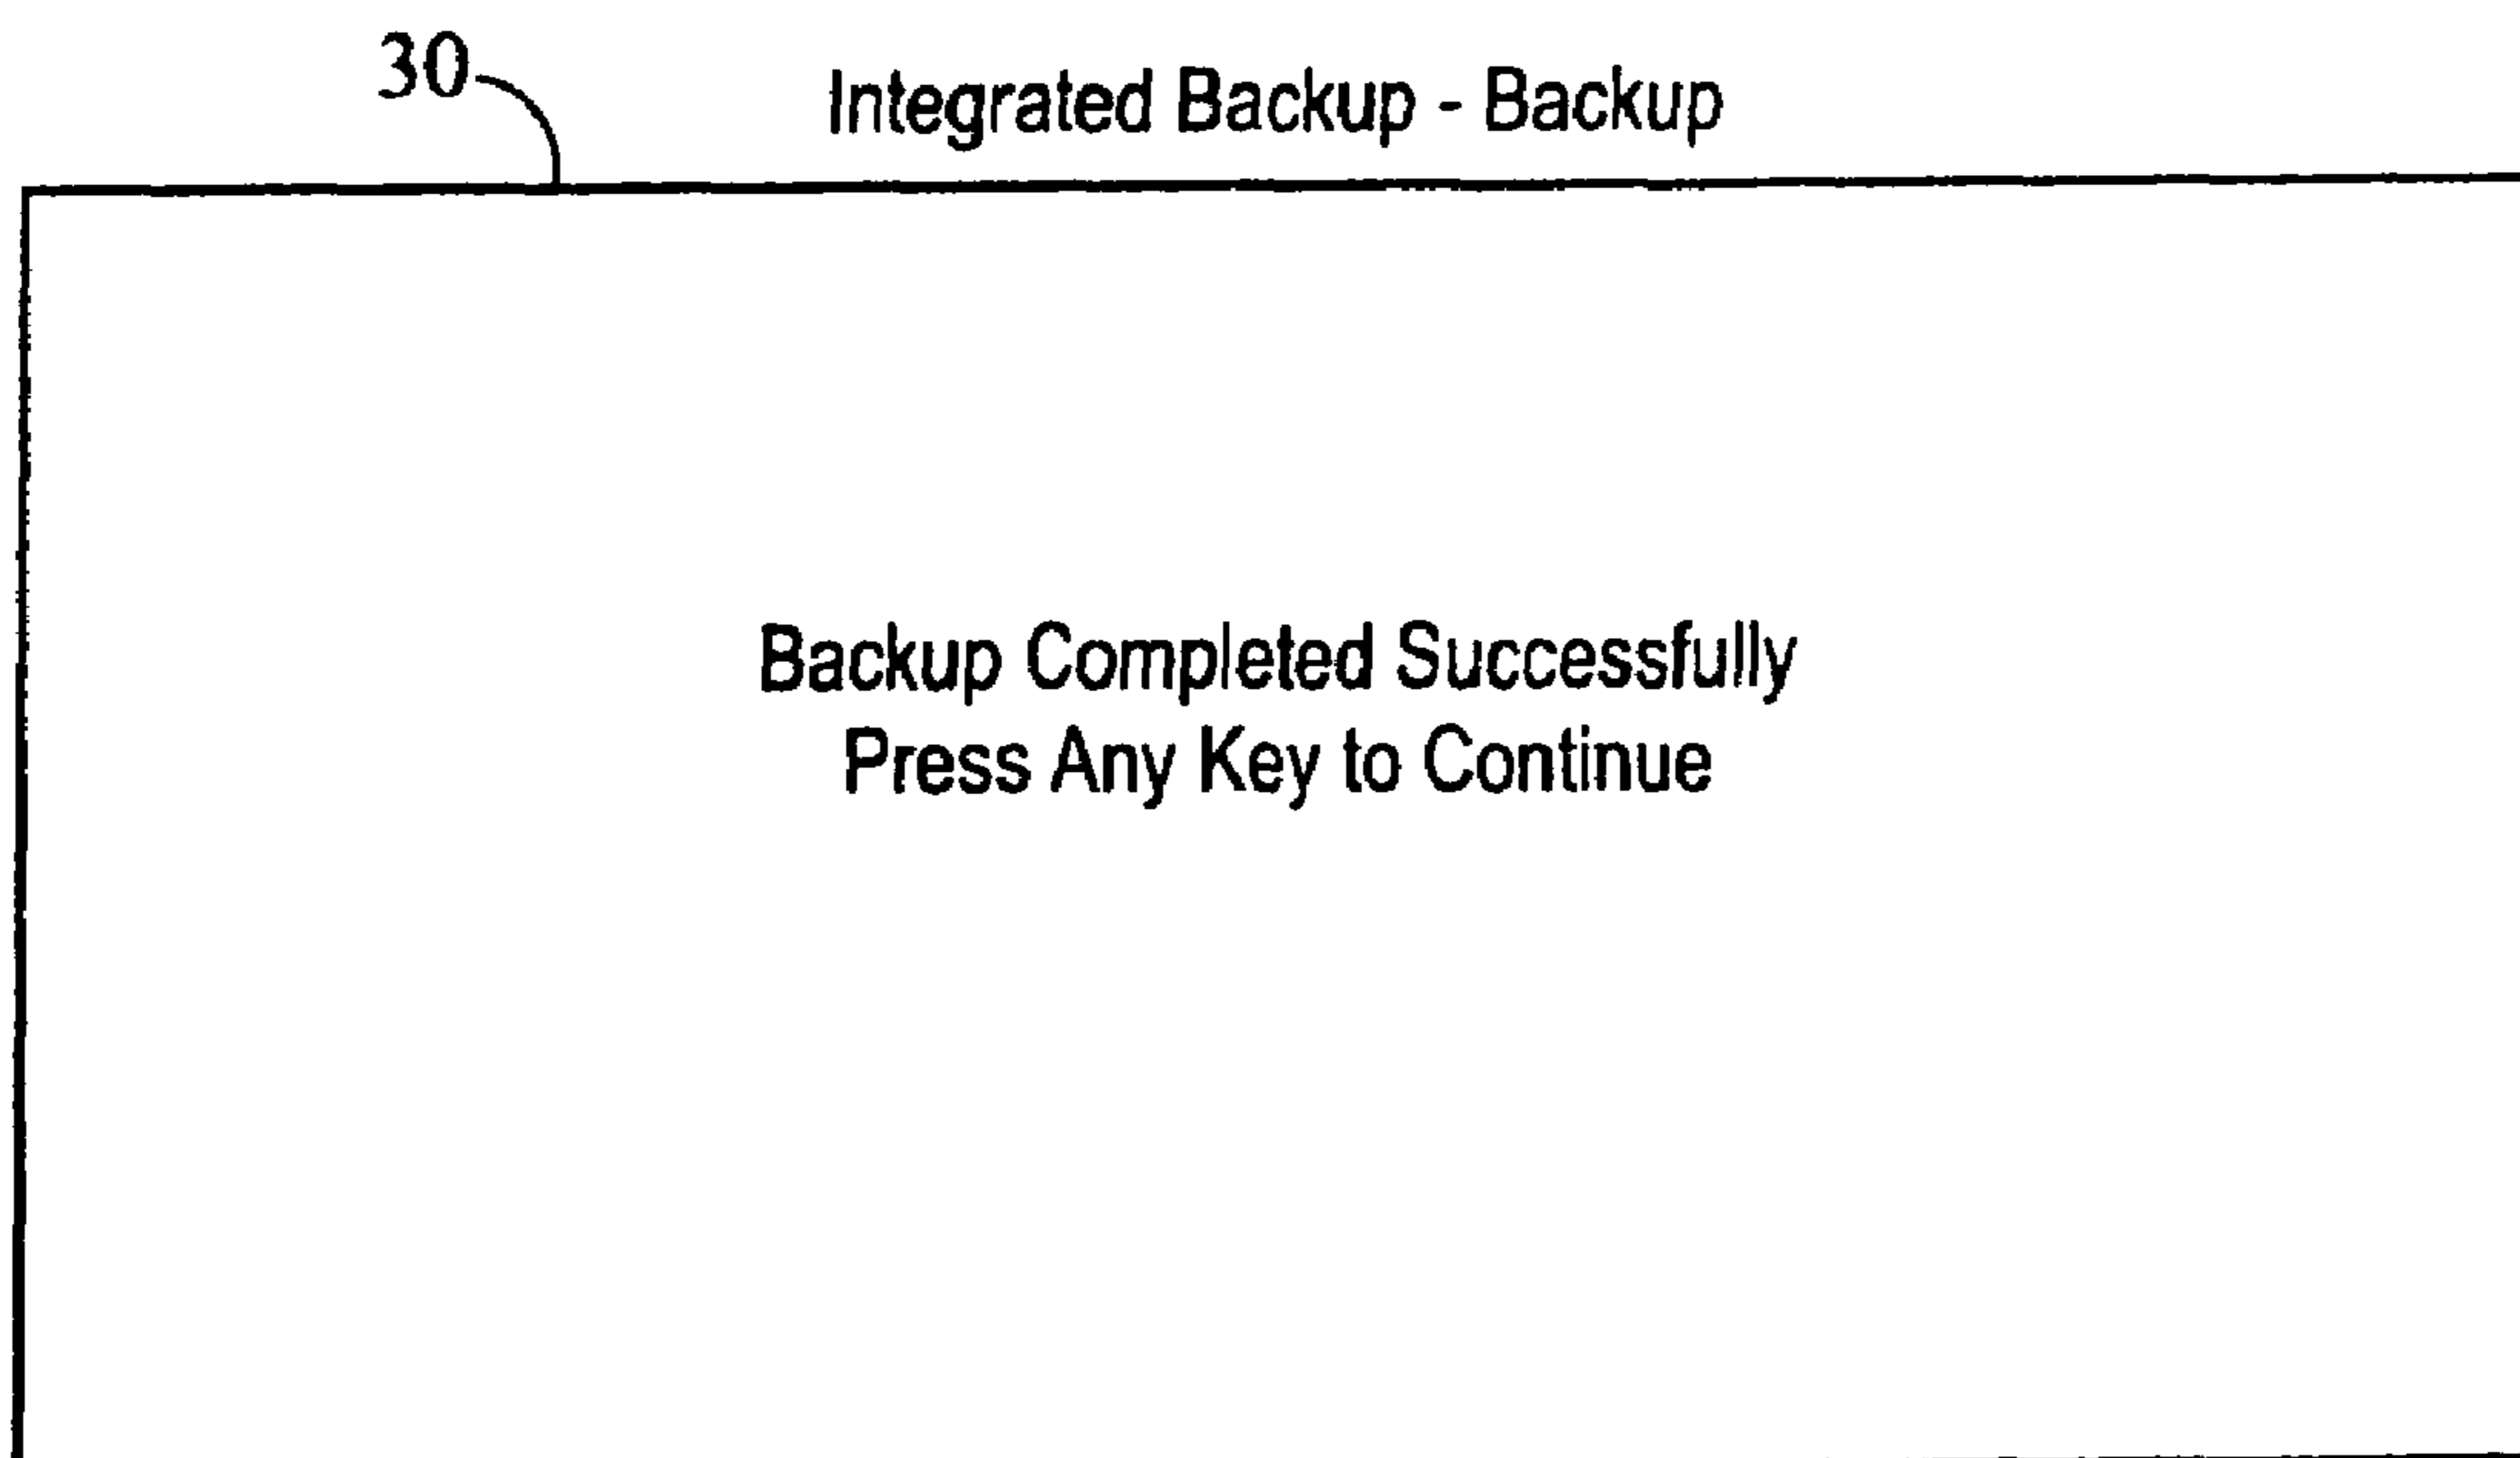 30
Integrated Backup - Backup
Backup Completed Successfully
Press Any Key to Continue